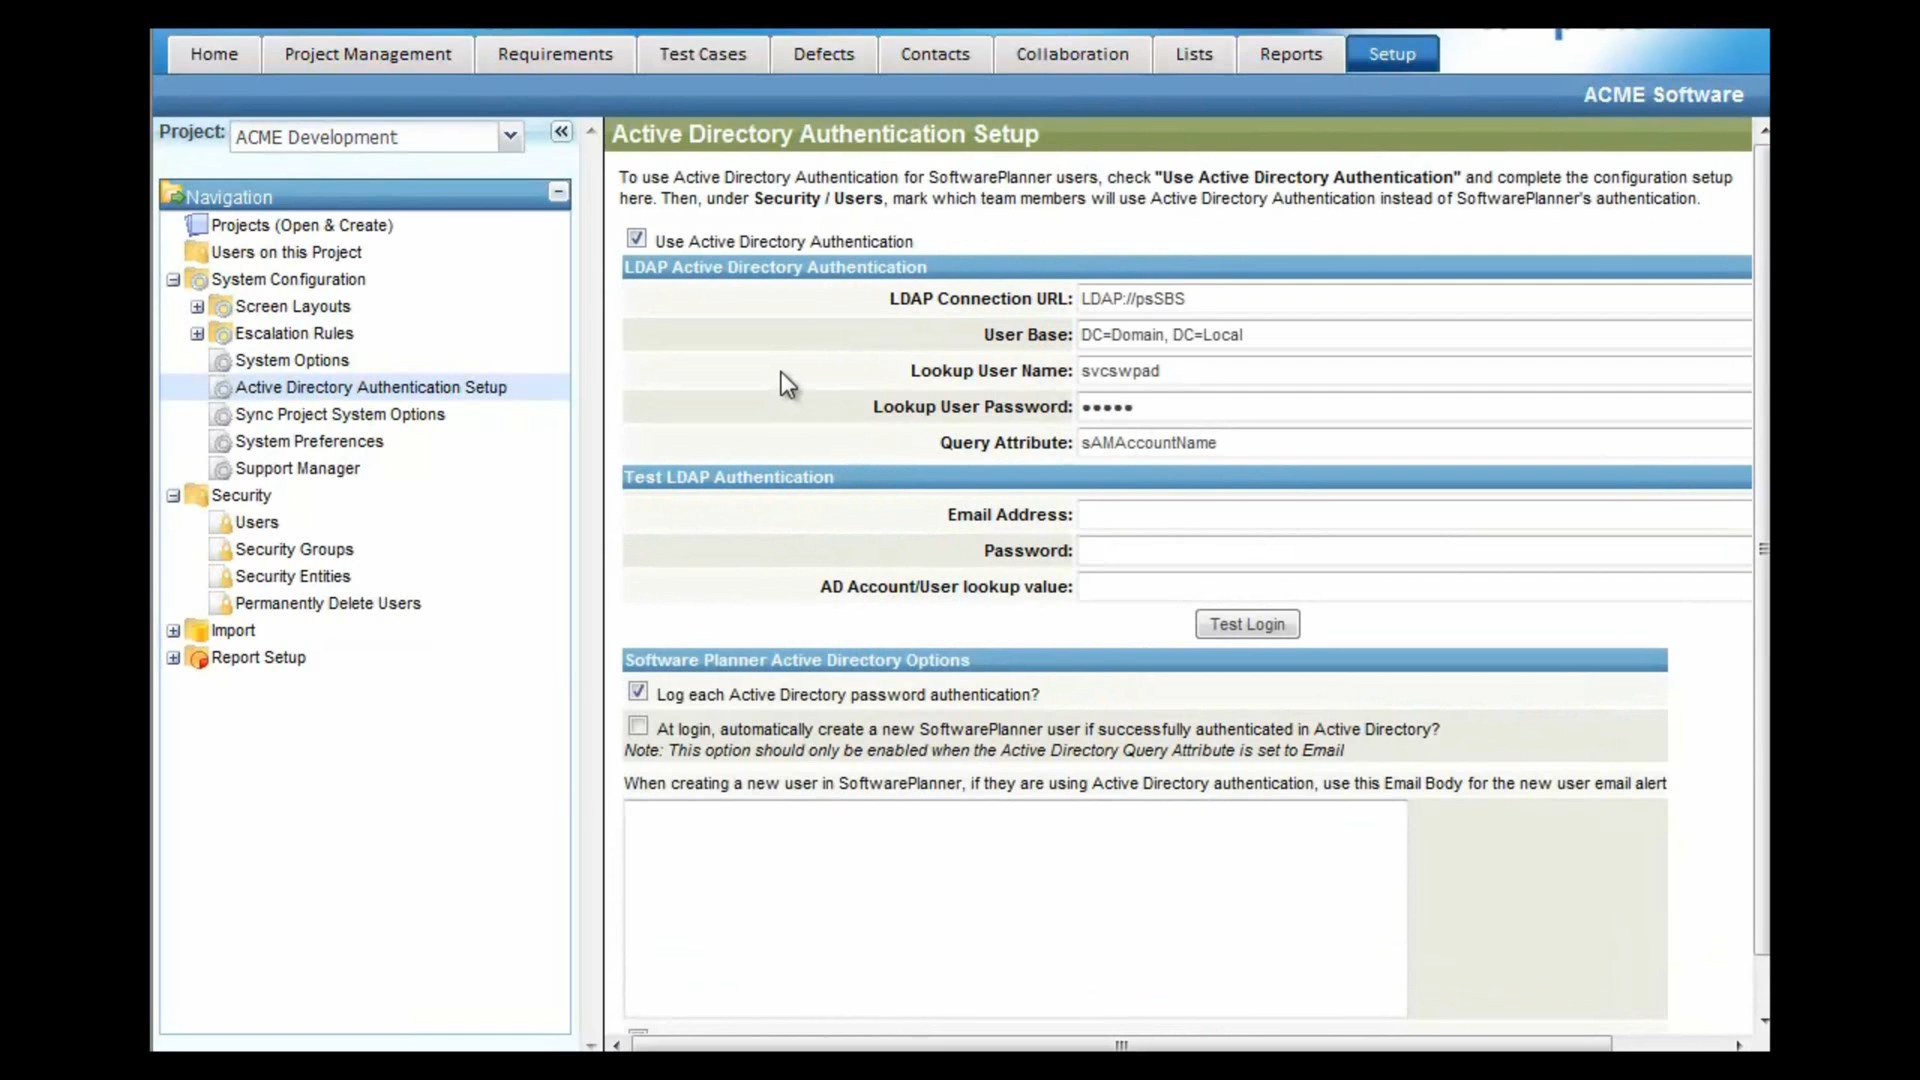 Home Project Management Requirements Test Cases Defects Contacts Collaboration Lists Reports Setup
ACME Software
Project: ACME Development
Navigation
Projects (Open & Create)
Users on this Project
System Configuration
Screen Layouts
Escalation Rules
System Options
Active Directory Authentication Setup
Sync Project System Options
System Preferences
Support Manager
Security
Users
Security Groups
Security Entities
Permanently Delete Users
Import
Report Setup
Active Directory Authentication Setup
To use Active Directory Authentication for SoftwarePlanner users, check "Use Active Directory Authentication" and complete the configuration setup
here. Then, under Security / Users, mark which team members will use Active Directory Authentication instead of SoftwarePlanner's authentication.
Use Active Directory Authentication
LDAP Active Directory Authentication
LDAP Connection URL: LDAP://psSBS
User Base: DC=Domain, DC=Local
Lookup User Name: svcswpad
Lookup User Password: •••••
Query Attribute: sAMAccountName
Test LDAP Authentication
Email Address:
Password:
AD Account/User lookup value:
Test Login
Software Planner Active Directory Options
Log each Active Directory password authentication?
At login, automatically create a new SoftwarePlanner user if successfully authenticated in Active Directory?
Note: This option should only be enabled when the Active Directory Query Attribute is set to Email
When creating a new user in SoftwarePlanner, if they are using Active Directory authentication, use this Email Body for the new user email alert